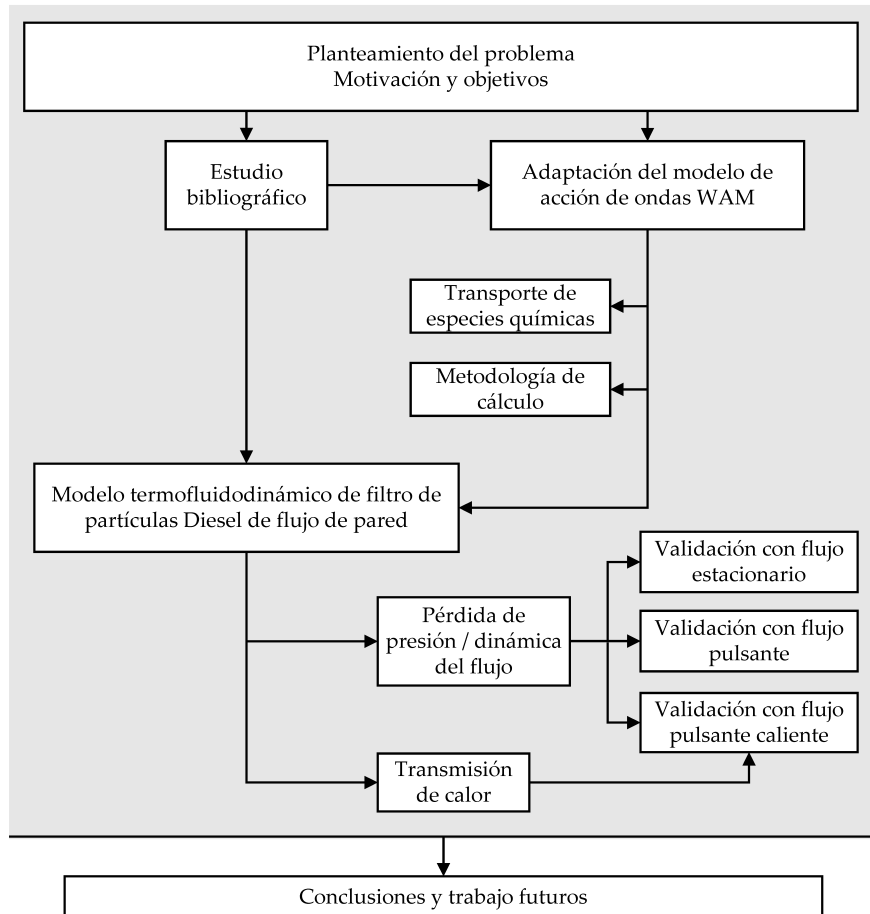 Planteamiento del problema
Motivación y objetivos
Estudio
bibliográfico
Adaptación del modelo de
acción de ondas WAM
Transporte de
especies químicas
Metodología de
cálculo
Modelo termofluidodinámico de filtro de
partículas Diesel de flujo de pared
Validación con flujo
estacionario
Pérdida de
presión / dinámica
del flujo
Validación con flujo
pulsante
Validación con flujo
pulsante caliente
Transmisión
de calor
Conclusiones y trabajo futuros